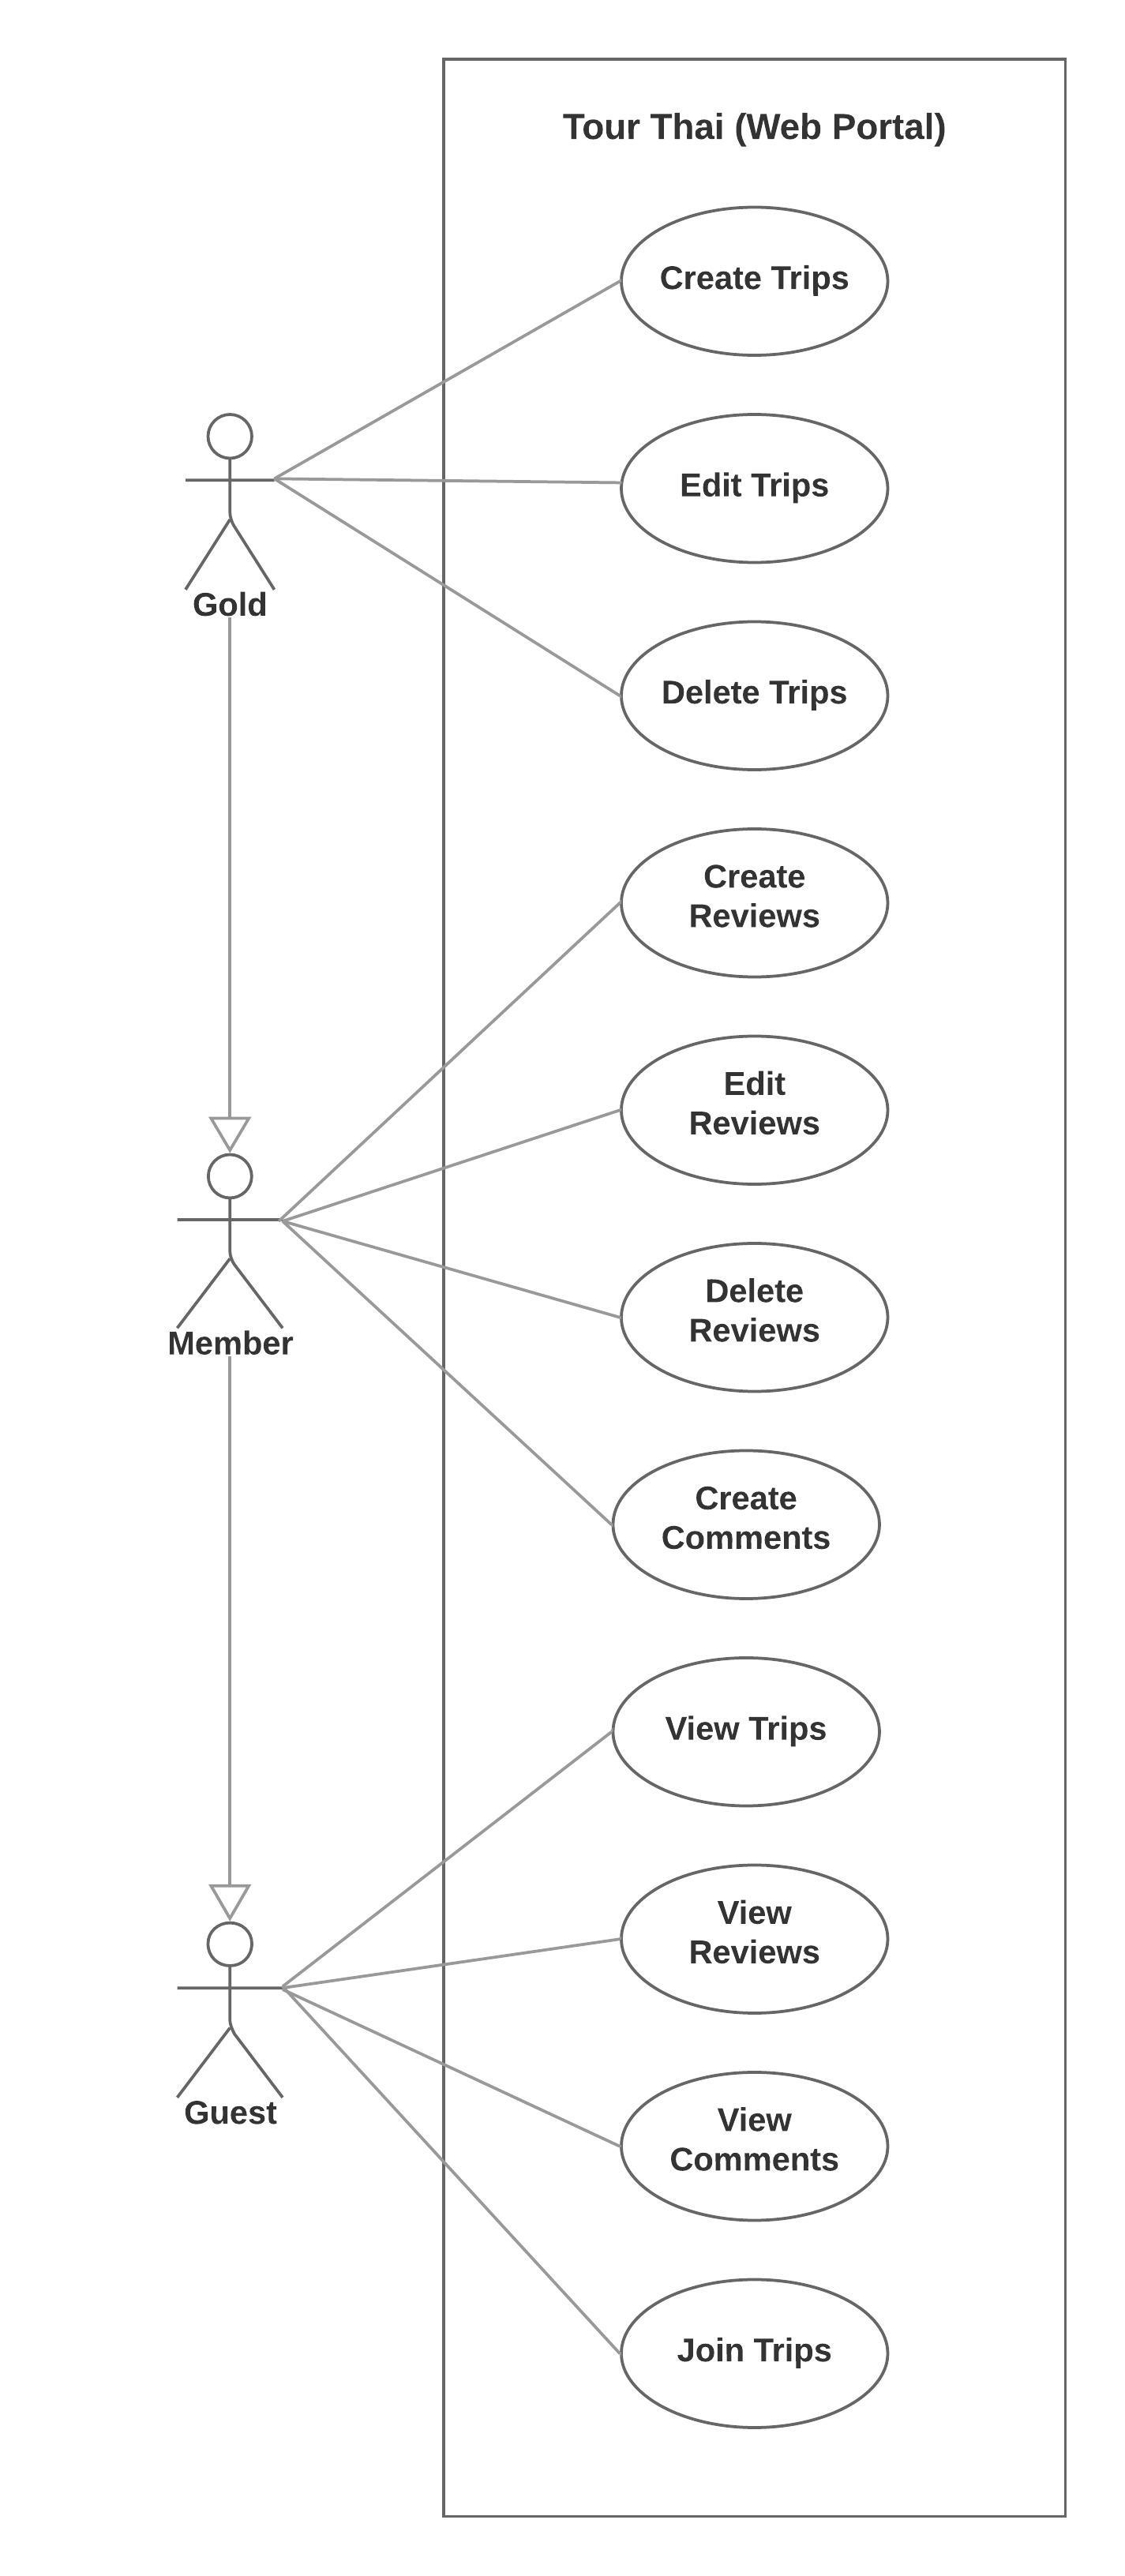 Tour Thai (Web Portal)
Create Trips
Edit Trips
Gold
Delete Trips
Create
Reviews
Edit
Reviews
Member
Delete
Reviews
Create
Comments
View Trips
View
Reviews
Guest
View
Comments
Join Trips